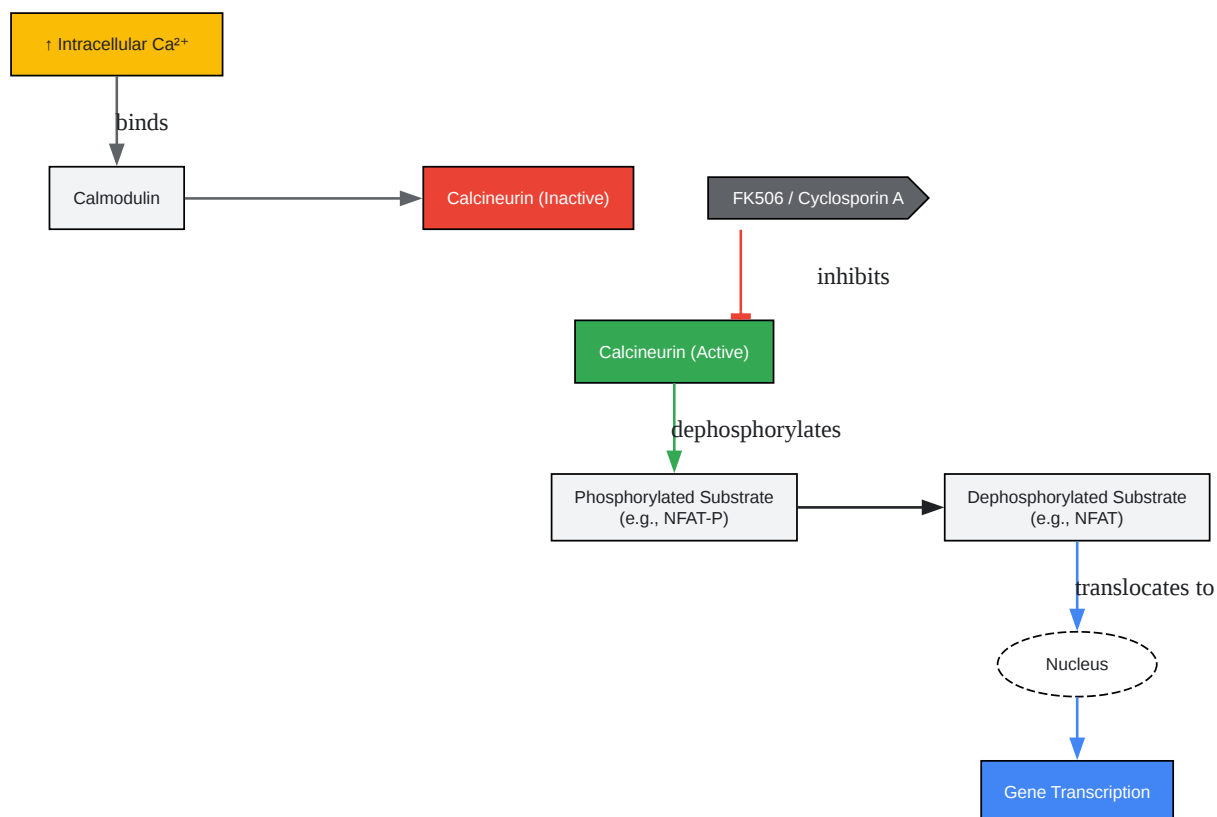 ↑ Intracellular Ca²⁺
binds
Calmodulin
Calcineurin (Inactive)
FK506 / Cyclosporin A
inhibits
Calcineurin (Active)
dephosphorylates
Phosphorylated Substrate
(e.g., NFAT-P)
Dephosphorylated Substrate
(e.g., NFAT)
translocates to
Nucleus
Gene Transcription